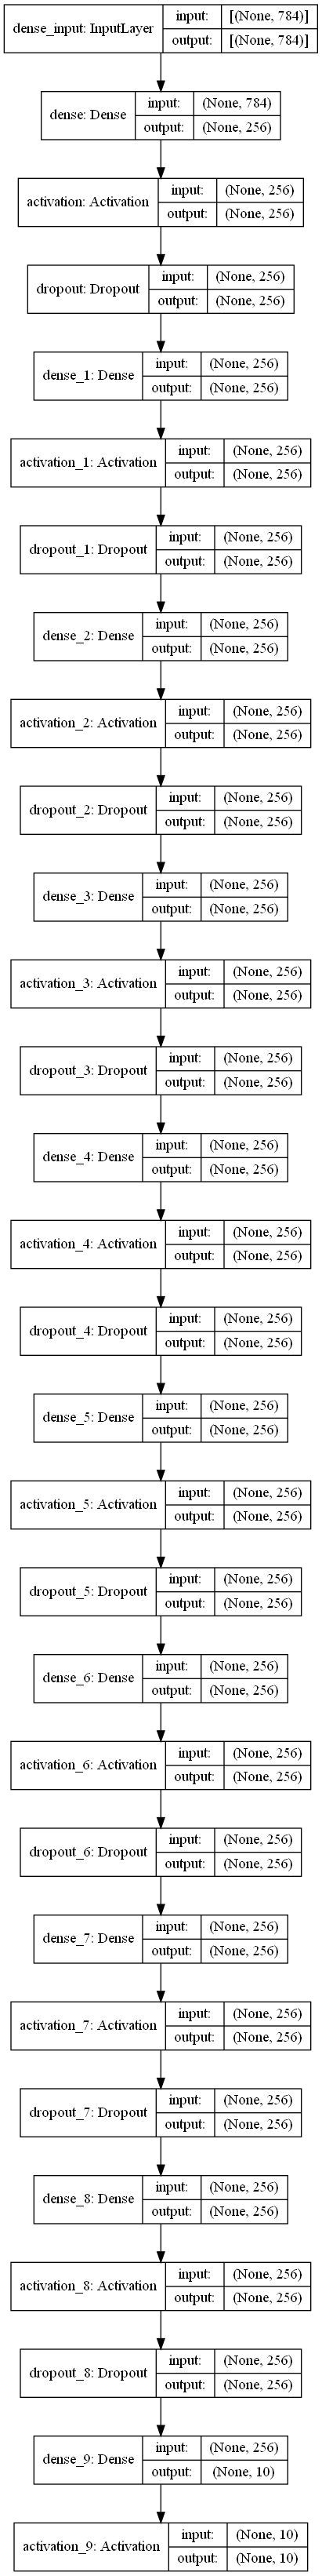 dense_input: InputLayer
input: [(None, 784)]
output: [(None, 784)]
dense: Dense
input: (None, 784)
output: (None, 256)
activation: Activation
input: (None, 256)
output: (None, 256)
dropout: Dropout
input: (None, 256)
output: (None, 256)
dense_1: Dense
input: (None, 256)
output: (None, 256)
activation_1: Activation
input: (None, 256)
output: (None, 256)
dropout_1: Dropout
input: (None, 256)
output: (None, 256)
dense_2: Dense
input: (None, 256)
output: (None, 256)
activation_2: Activation
input: (None, 256)
output: (None, 256)
dropout_2: Dropout
input: (None, 256)
output: (None, 256)
dense_3: Dense
input: (None, 256)
output: (None, 256)
activation_3: Activation
input: (None, 256)
output: (None, 256)
dropout_3: Dropout
input: (None, 256)
output: (None, 256)
dense_4: Dense
input: (None, 256)
output: (None, 256)
activation_4: Activation
input: (None, 256)
output: (None, 256)
dropout_4: Dropout
input: (None, 256)
output: (None, 256)
dense_5: Dense
input: (None, 256)
output: (None, 256)
activation_5: Activation
input: (None, 256)
output: (None, 256)
dropout_5: Dropout
input: (None, 256)
output: (None, 256)
dense_6: Dense
input: (None, 256)
output: (None, 256)
activation_6: Activation
input: (None, 256)
output: (None, 256)
dropout_6: Dropout
input: (None, 256)
output: (None, 256)
dense_7: Dense
input: (None, 256)
output: (None, 256)
activation_7: Activation
input: (None, 256)
output: (None, 256)
dropout_7: Dropout
input: (None, 256)
output: (None, 256)
dense_8: Dense
input: (None, 256)
output: (None, 256)
activation_8: Activation
input: (None, 256)
output: (None, 256)
dropout_8: Dropout
input: (None, 256)
output: (None, 256)
dense_9: Dense
input: (None, 256)
output: (None, 10)
activation_9: Activation
input: (None, 10)
output: (None, 10)